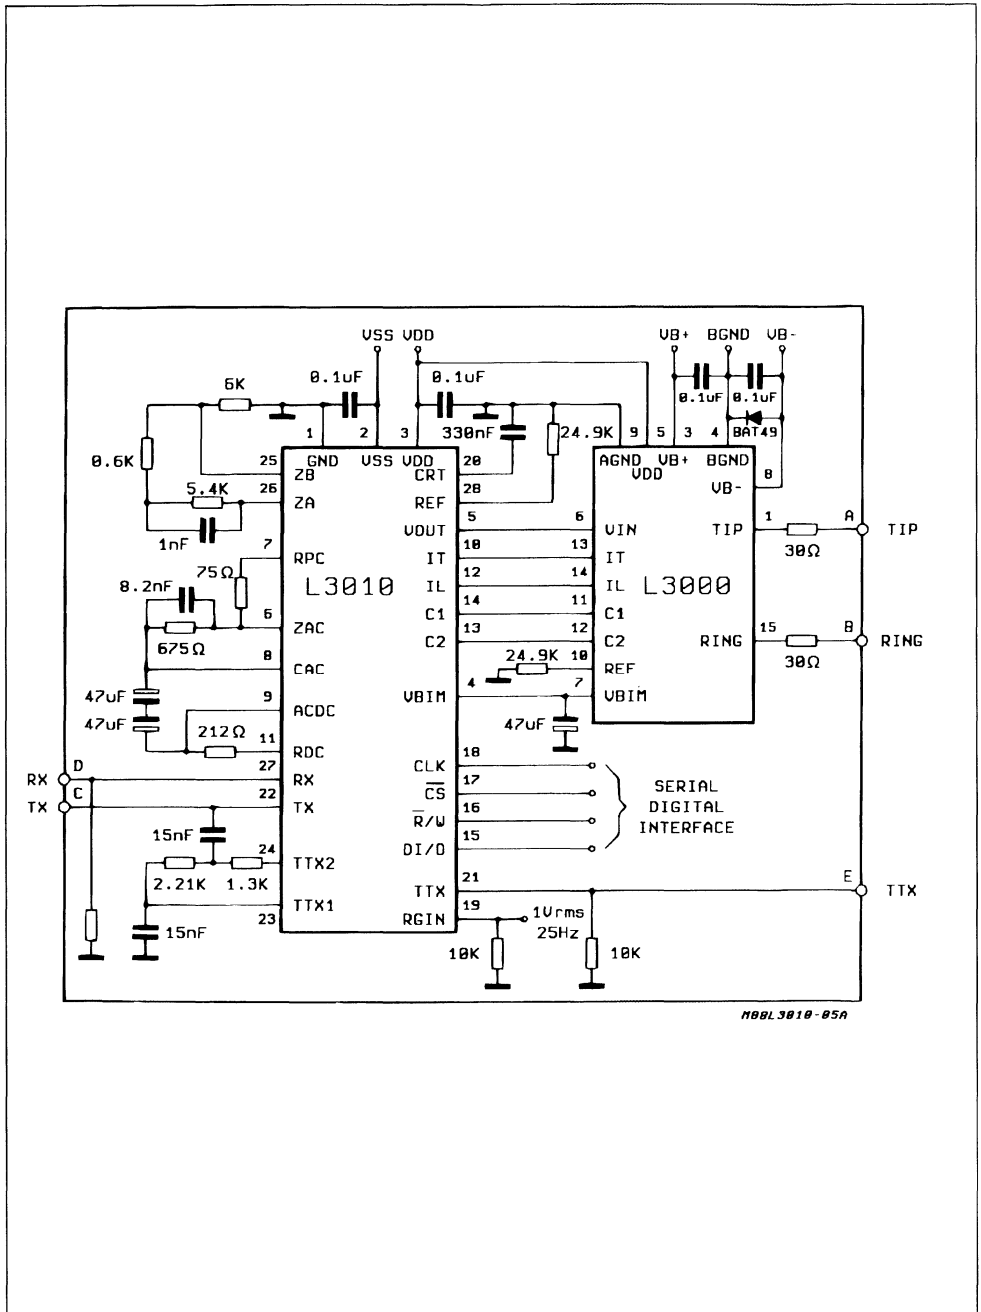 VSS VDD
VB+ BGND VB-
6K
0.1uF
0.1uF
0.1uF 0.1uF
330nF
24.9K
BAT49
1 2 3
9 5 3 4
0.6K
25
GND VSS VDD
20
AGND VB+ BGND
VDD
8
ZB
CRT
VB-
5.4K
26
ZA
REF
28
1nF
VOUT
5
6
VIN
TIP
1
A
TIP
30Ω
7
RPC
IT
10
13
IT
75Ω
L3010
L3000
8.2nF
IL
12
14
IL
C1
14
11
C1
6
ZAC
C2
13
12
C2
RING
15
B
RING
30Ω
675Ω
24.9K
10
REF
8
CAC
47uF
9
ACDC
VBIM
4
7
VBIM
47uF
47uF
212Ω
11
RDC
CLK
18
RX
D
27
RX
C̅S̅
17
TX
C
22
TX
R̅/W
16
SERIAL
DIGITAL
INTERFACE
15nF
DI/O
15
24
TTX2
2.21K 1.3K
TTX
21
E
TTX
TTX1
23
RGIN
19
1Vrms
25Hz
15nF
10K
10K
M88L3010-05A